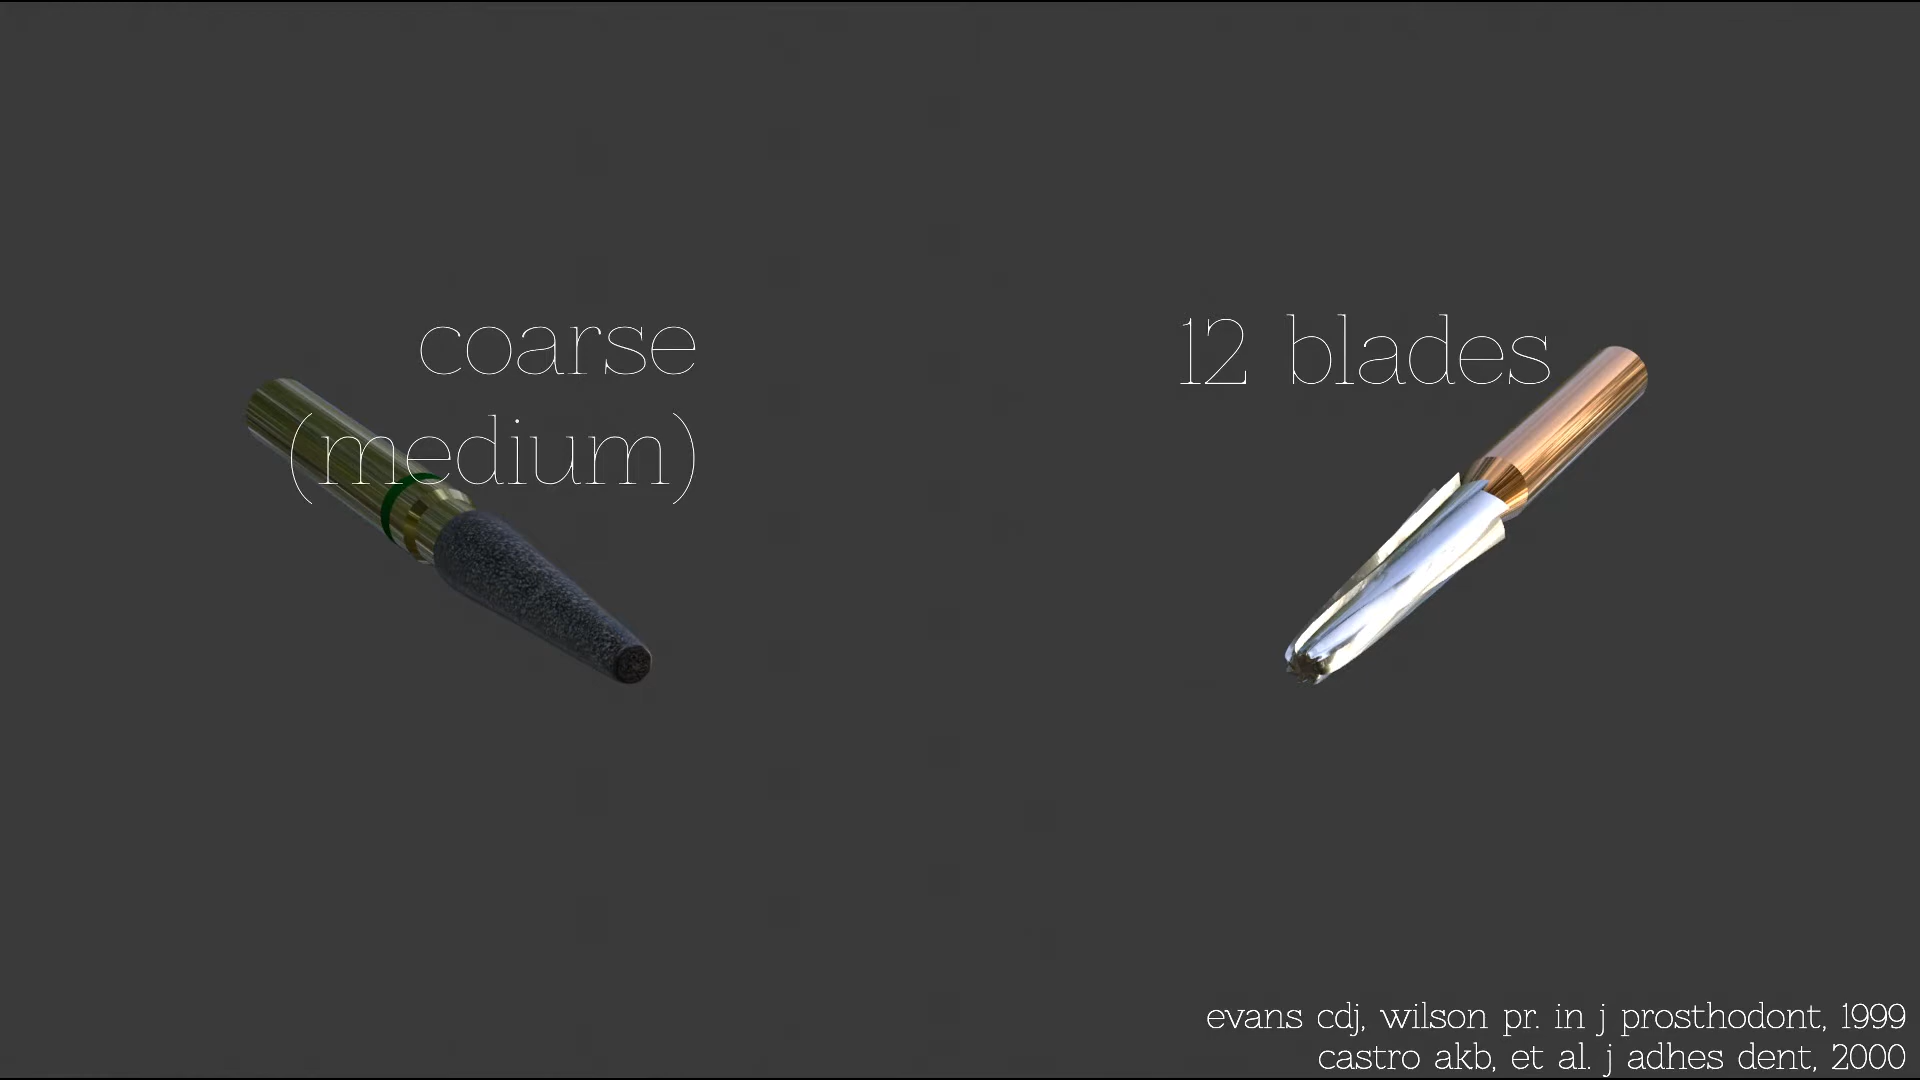 coarse
(medium)
12 blades
evans cdj, wilson pr. in j prosthodont, 1999
castro akb, et al. j adhes dent, 2000